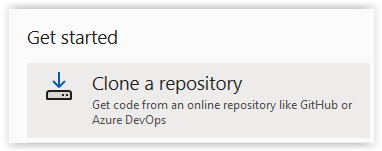 Get started
Clone a repository
Get code from an online repository like GitHub or
Azure DevOps